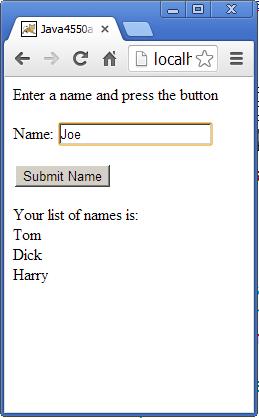 Java4550a
localh
Enter a name and press the button
Name: Joe
Submit Name
Your list of names is:
Tom
Dick
Harry